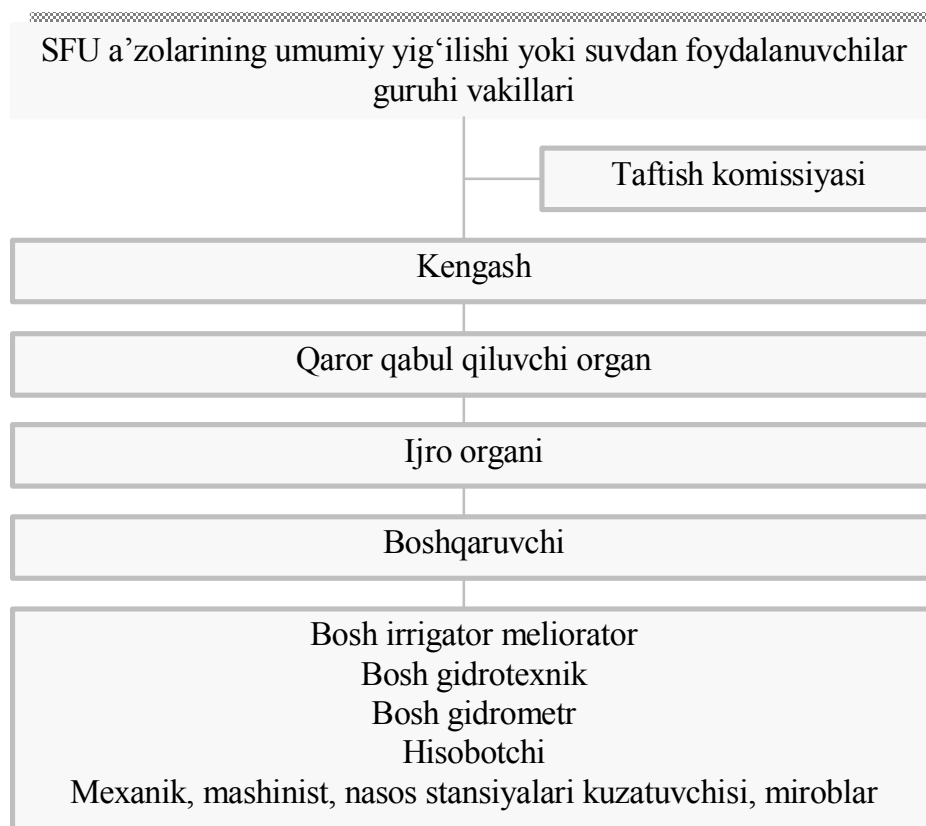 SFU a’zolarining umumiy yig‘ilishi yoki suvdan foydalanuvchilar
guruhi vakillari
Taftish komissiyasi
Kengash
Qaror qabul qiluvchi organ
Ijro organi
Boshqaruvchi
Bosh irrigator meliorator
Bosh gidrotexnik
Bosh gidrometr
Hisobotchi
Mexanik, mashinist, nasos stansiyalari kuzatuvchisi, miroblar